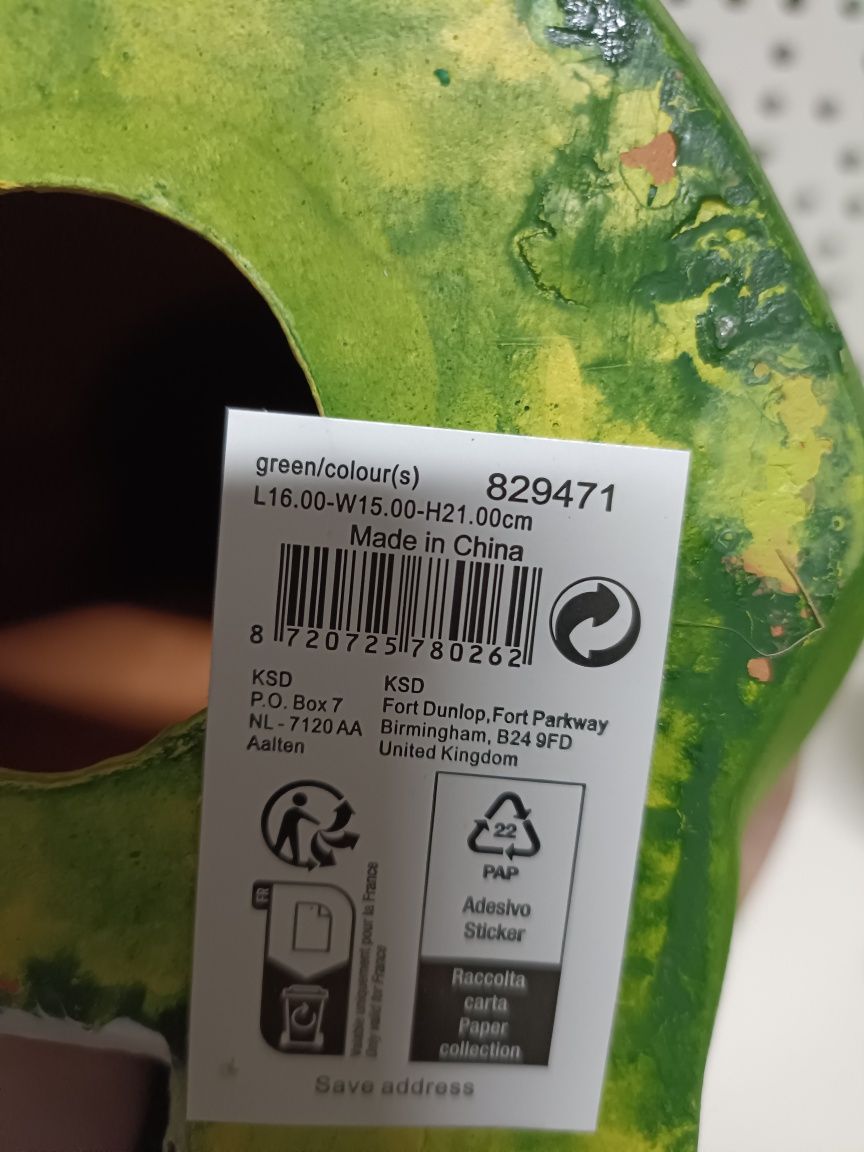 green/colour(s) 829471
L16.00-W15.00-H21.00cm
Made in China
8 720725 780262
KSD
P.O. Box 7
NL - 7120 AA
Aalten
KSD
Fort Dunlop, Fort Parkway
Birmingham, B24 9FD
United Kingdom
FR
Valable uniquement pour la France
Only valid for France
22
PAP
Adesivo
Sticker
Raccolta
carta
Paper
collection
Save address